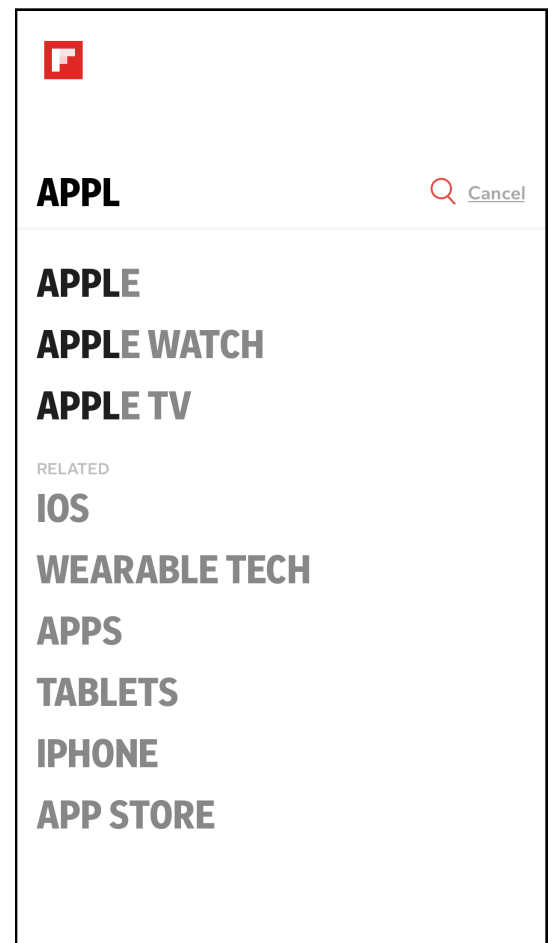 APPL
Cancel
APPLE
APPLE WATCH
APPLE TV
RELATED
IOS
WEARABLE TECH
APPS
TABLETS
IPHONE
APP STORE